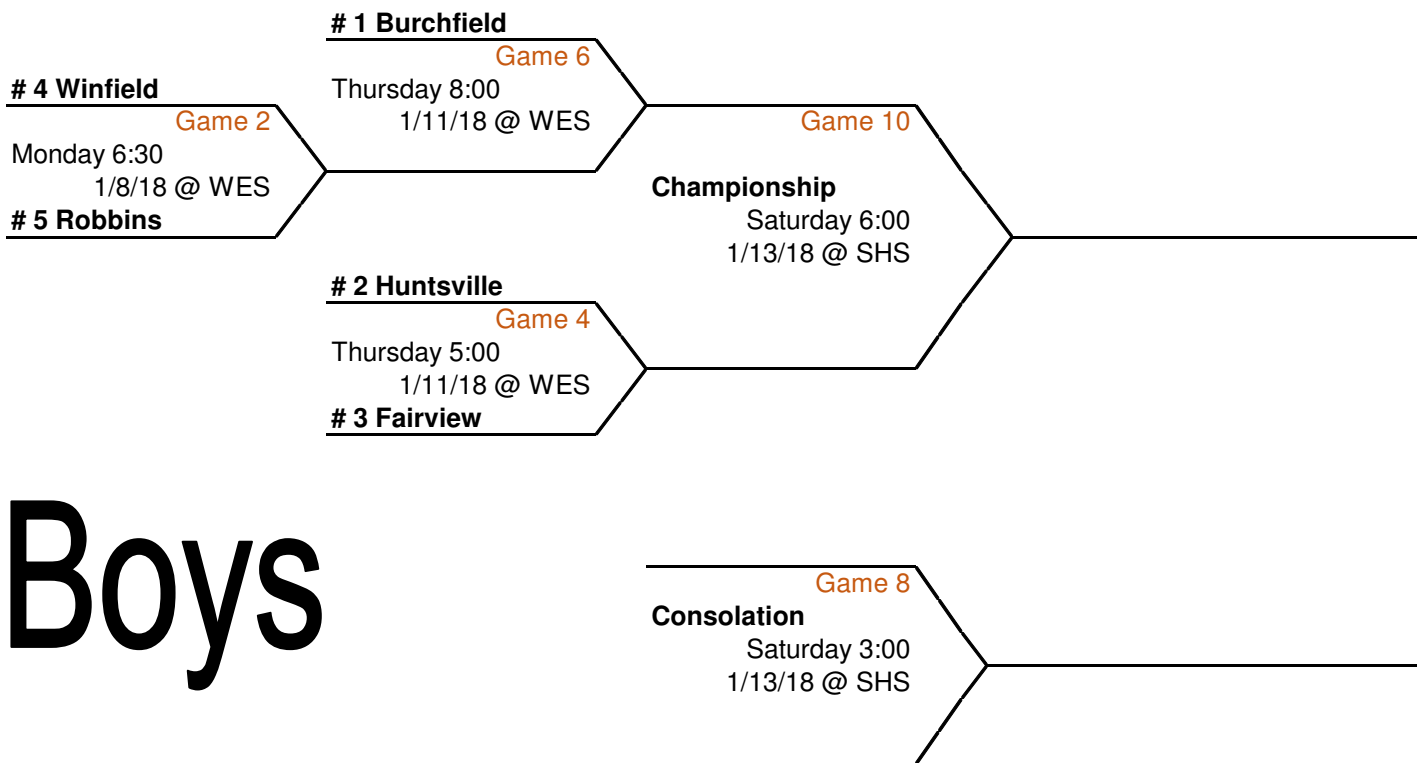 # 1 Burchfield
Game 6
# 4 Winfield
Thursday 8:00
Game 2
1/11/18 @ WES
Game 10
Monday 6:30
1/8/18 @ WES
Championship
# 5 Robbins
Saturday 6:00
1/13/18 @ SHS
# 2 Huntsville
Game 4
Thursday 5:00
1/11/18 @ WES
# 3 Fairview
Boys
Game 8
Consolation
Saturday 3:00
1/13/18 @ SHS